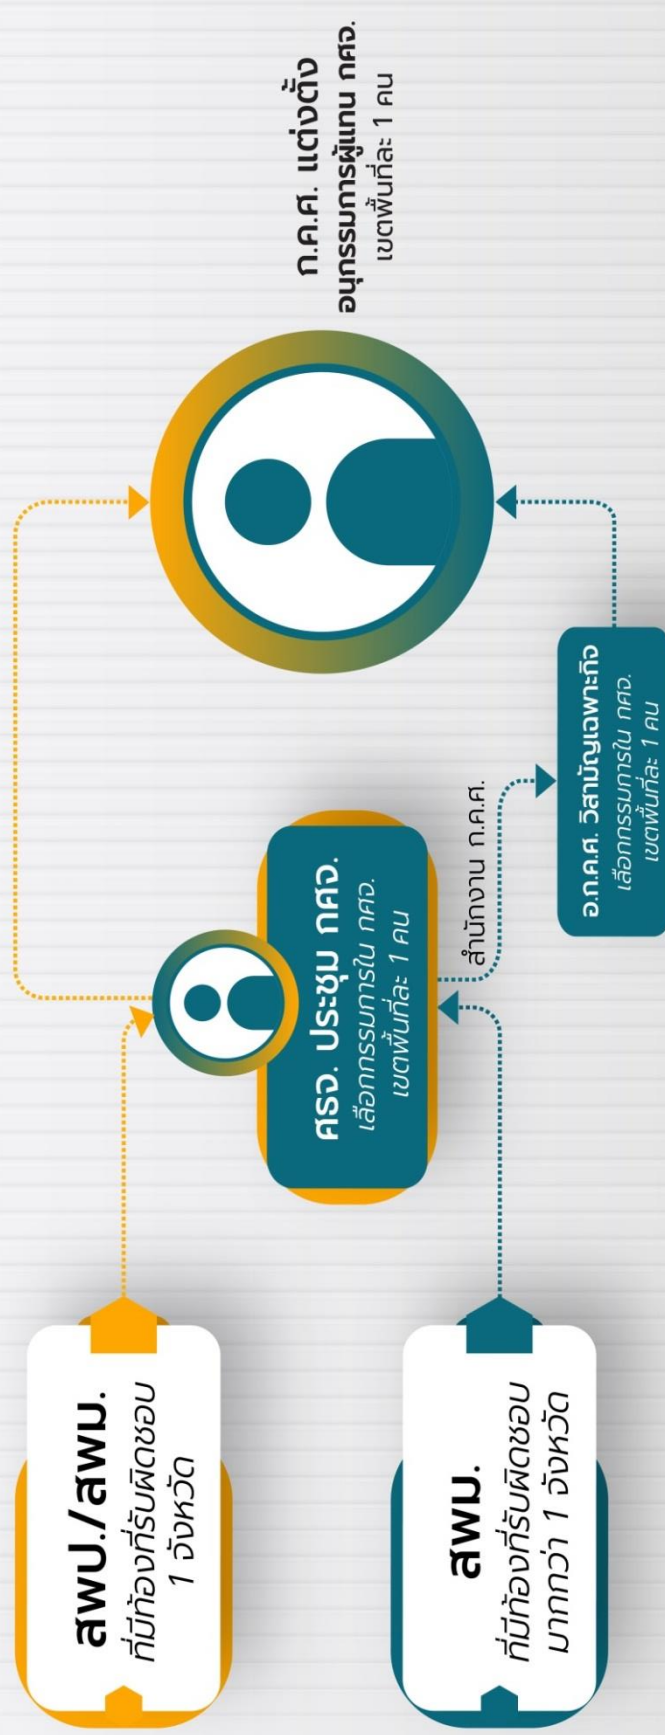 สพป./สพม.
ที่มีท้องที่รับผิดชอบ
1 จังหวัด
สพม.
ที่มีท้องที่รับผิดชอบ
มากกว่า 1 จังหวัด
ศธจ. ประชุม กศจ.
เลือกกรรมการใน กศจ.
เขตพื้นที่ละ 1 คน
สำนักงาน ก.ค.ศ.
อ.ก.ค.ศ. วิสามัญเฉพาะกิจ
เลือกกรรมการใน กศจ.
เขตพื้นที่ละ 1 คน
ก.ค.ศ. แต่งตั้ง
อนุกรรมการผู้แทน กศจ.
เขตพื้นที่ละ 1 คน